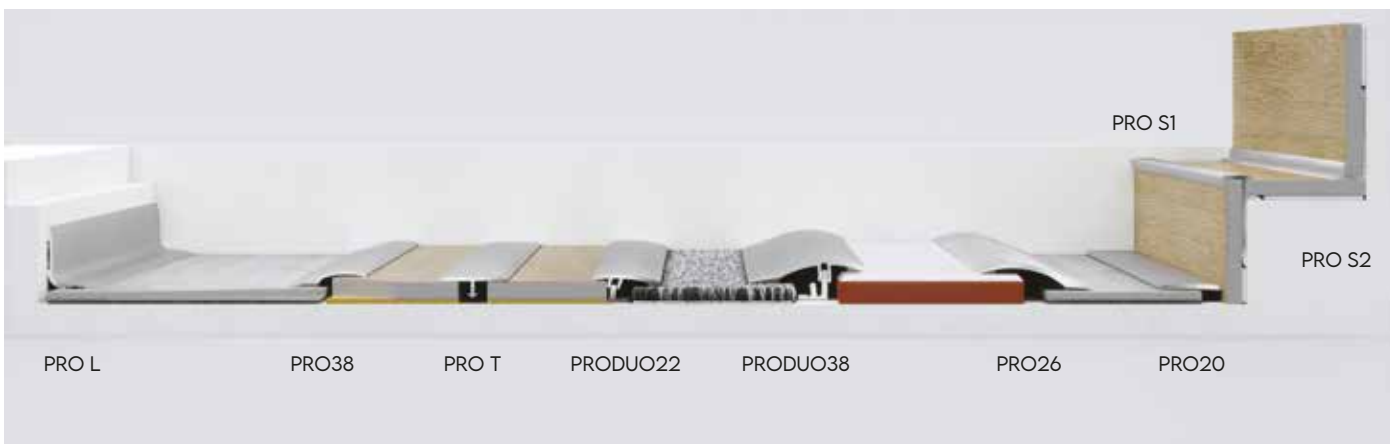 PRO S1
PRO S2
PRO L
PRO38
PRO T
PRODUO22
PRODUO38
PRO26
PRO20